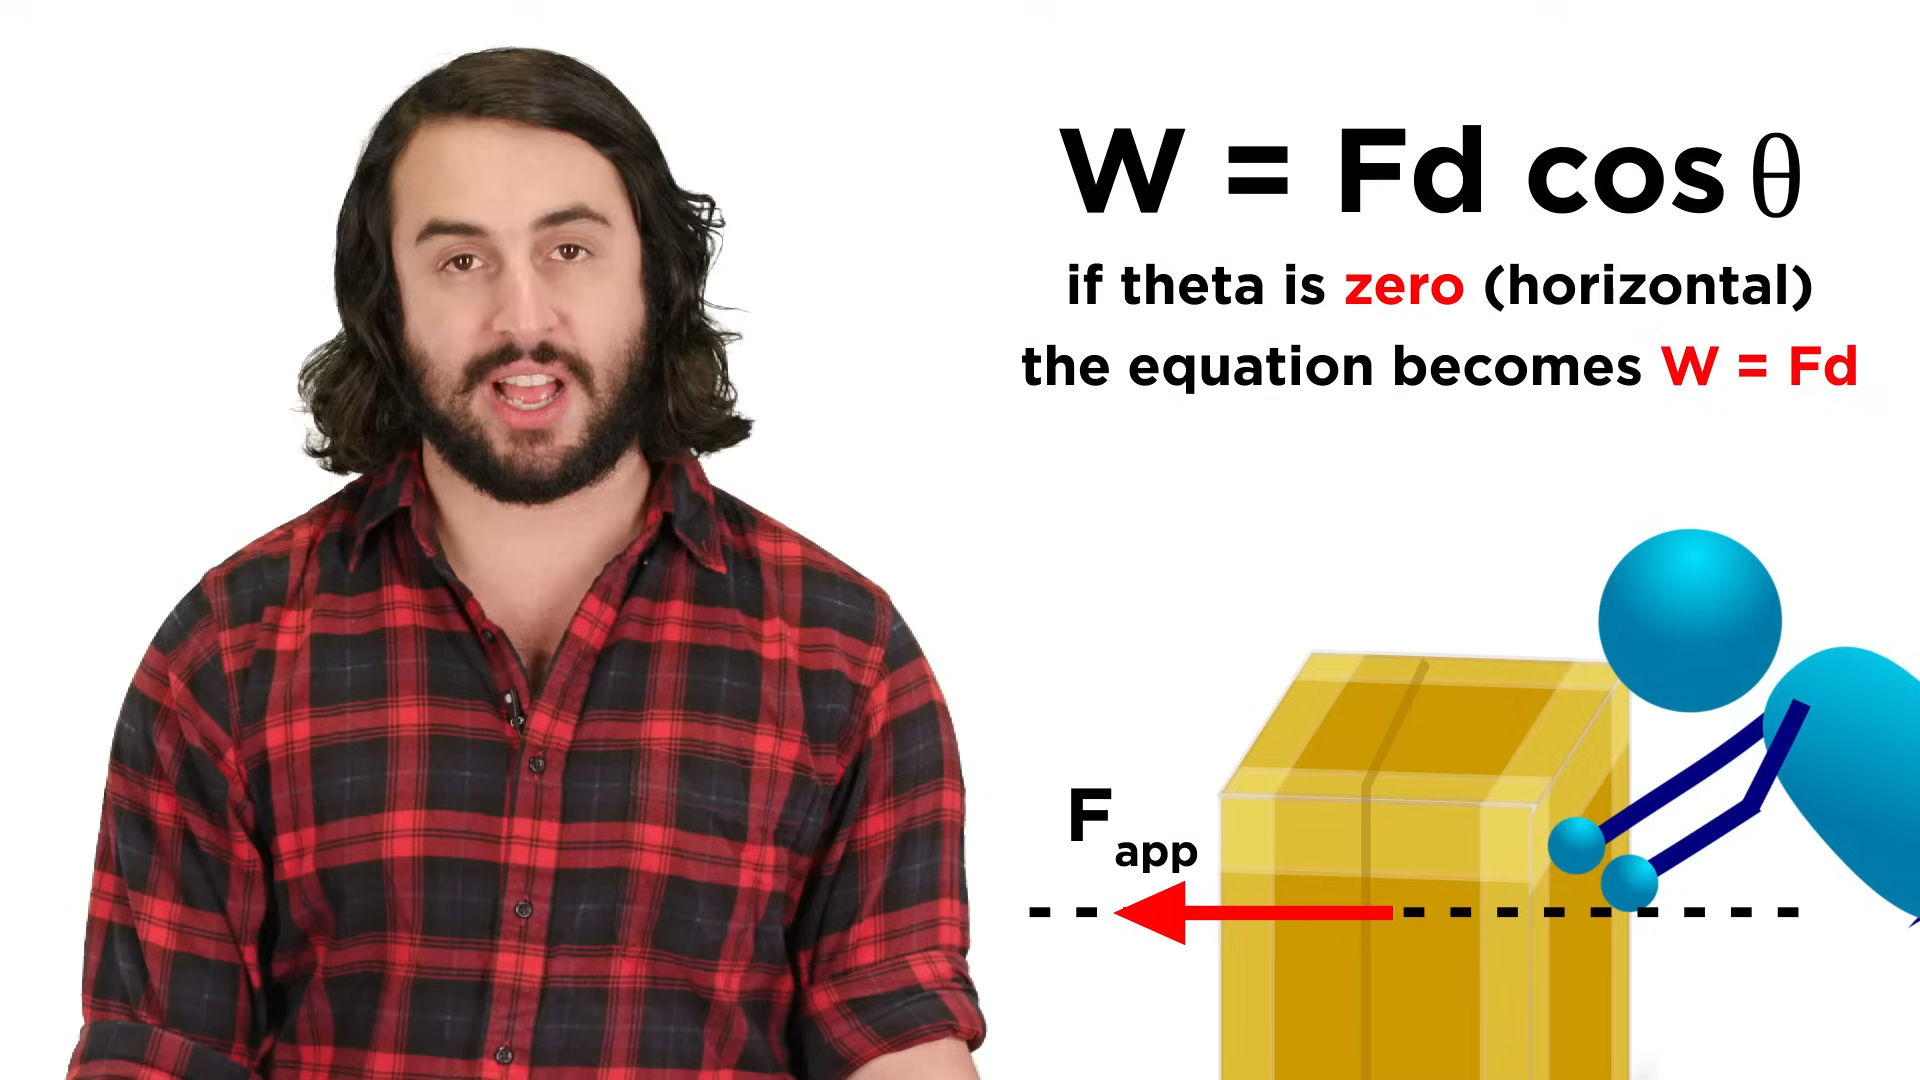 W = Fd cos θ
if theta is zero (horizontal)
the equation becomes W = Fd
F app